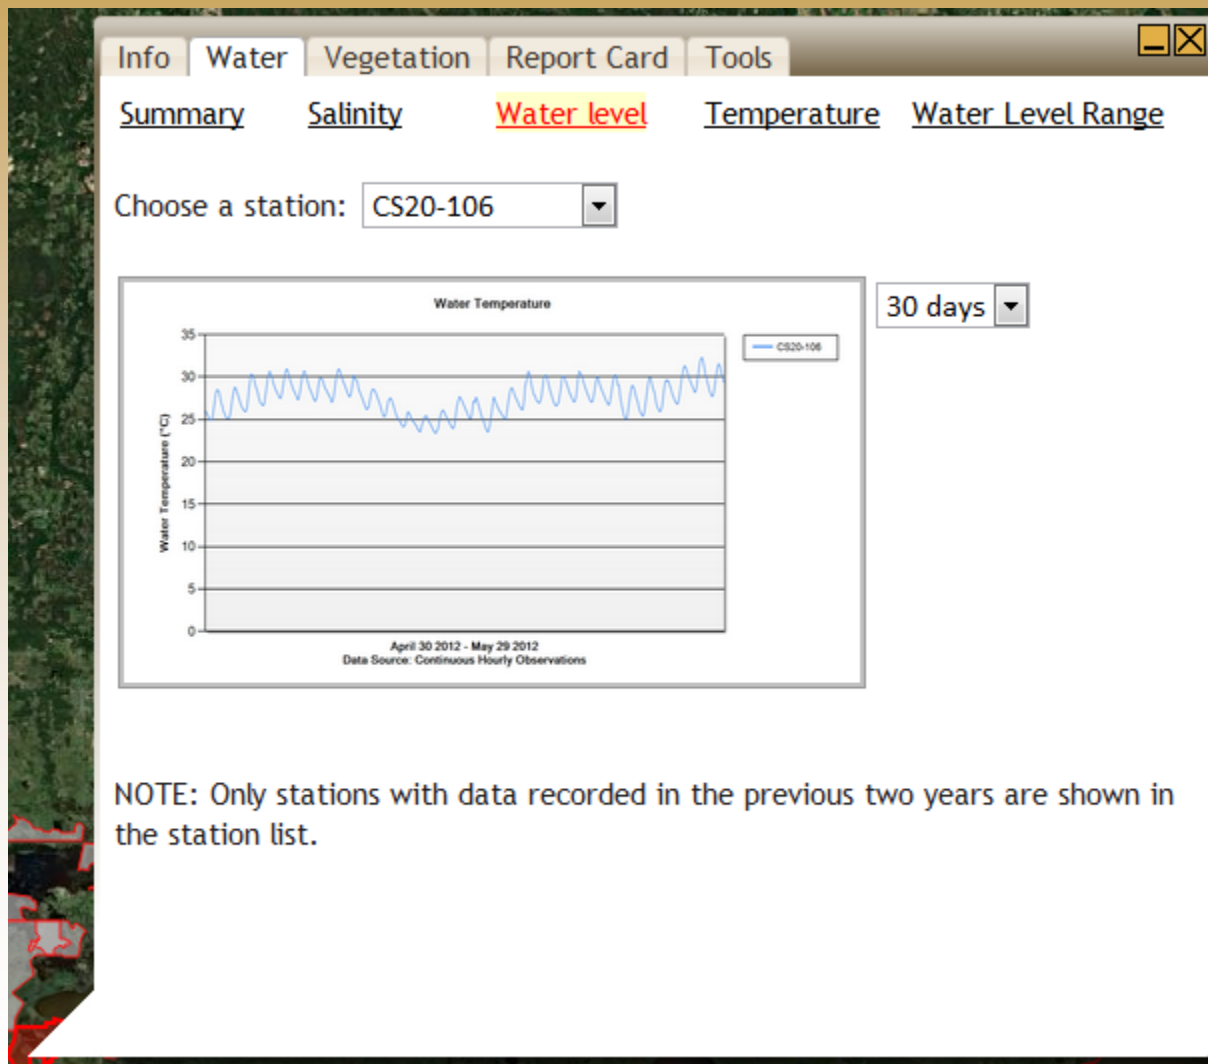 Info Water Vegetation Report Card Tools
Summary Salinity Water level Temperature Water Level Range
Choose a station: CS20-106
30 days
Water Temperature
CS20-106
Water Temperature (°C)
35
30
25
20
15
10
5
0
April 30 2012 - May 29 2012
Data Source: Continuous Hourly Observations
NOTE: Only stations with data recorded in the previous two years are shown in
the station list.